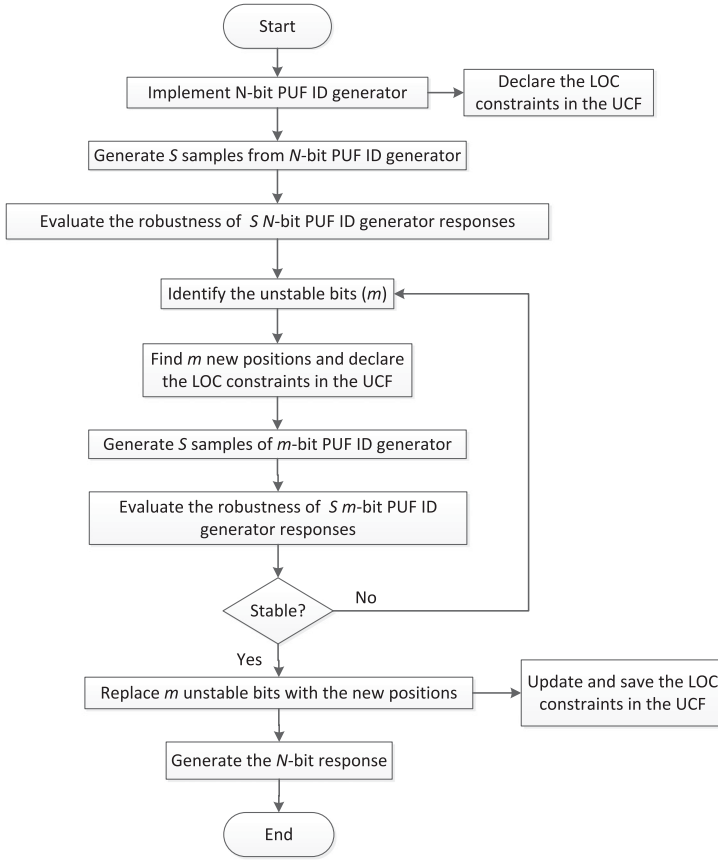 Start
Implement N-bit PUF ID generator
Declare the LOC
constraints in the UCF
Generate S samples from N-bit PUF ID generator
Evaluate the robustness of S N-bit PUF ID generator responses
Identify the unstable bits (m)
Find m new positions and declare
the LOC constraints in the UCF
Generate S samples of m-bit PUF ID generator
Evaluate the robustness of S m-bit PUF ID
generator responses
Stable?
No
Yes
Replace m unstable bits with the new positions
Update and save the LOC
constraints in the UCF
Generate the N-bit response
End